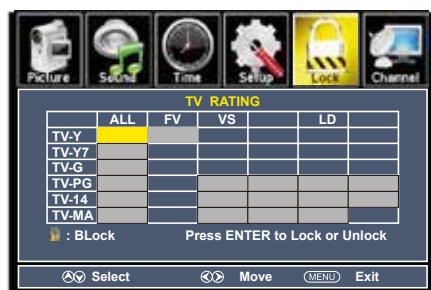 Picture Sound Time Setup Lock Channel
TV RATING
ALL FV VS LD
TV-Y
TV-Y7
TV-G
TV-PG
TV-14
TV-MA
: BLock Press ENTER to Lock or Unlock
Select Move MENU Exit